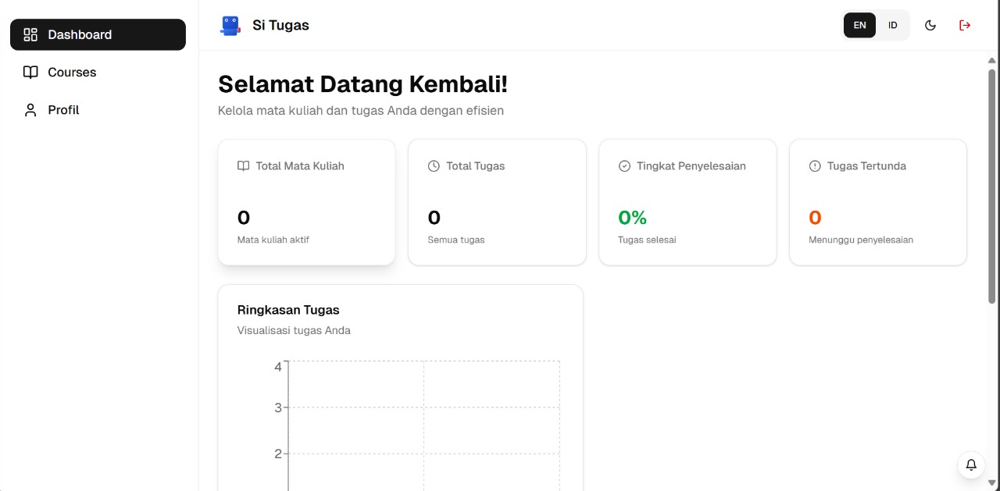 Dashboard
Courses
Profil
Si Tugas
EN
ID
Selamat Datang Kembali!
Kelola mata kuliah dan tugas Anda dengan efisien
Total Mata Kuliah
0
Mata kuliah aktif
Total Tugas
0
Semua tugas
Tingkat Penyelesaian
0%
Tugas selesai
Tugas Tertunda
0
Menunggu penyelesaian
Ringkasan Tugas
Visualisasi tugas Anda
4
3
2